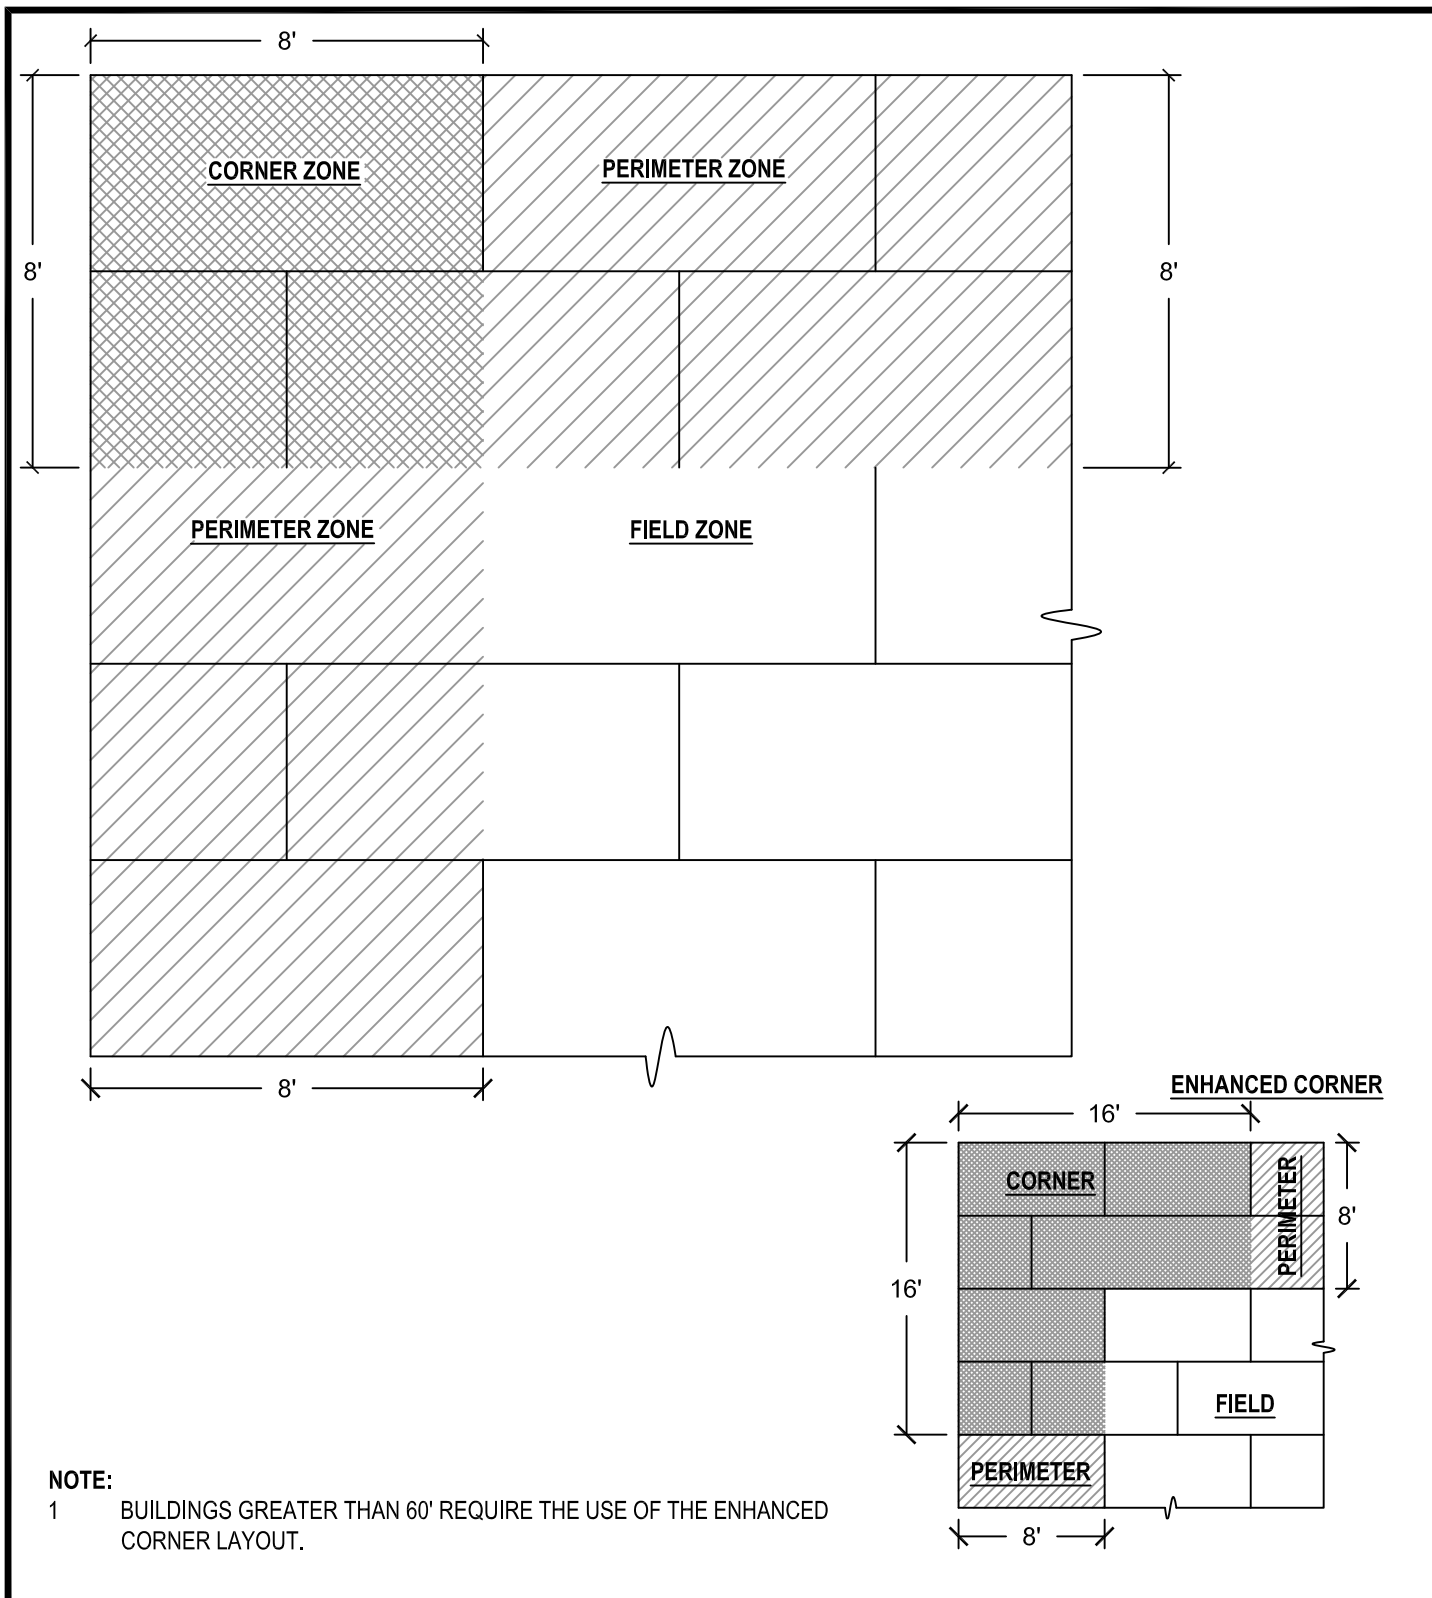 8'
CORNER ZONE
PERIMETER ZONE
8'
8'
PERIMETER ZONE
FIELD ZONE
8'
ENHANCED CORNER
16'
CORNER
PERIMETER
8'
16'
FIELD
PERIMETER
8'
NOTE:
1 BUILDINGS GREATER THAN 60' REQUIRE THE USE OF THE ENHANCED
CORNER LAYOUT.